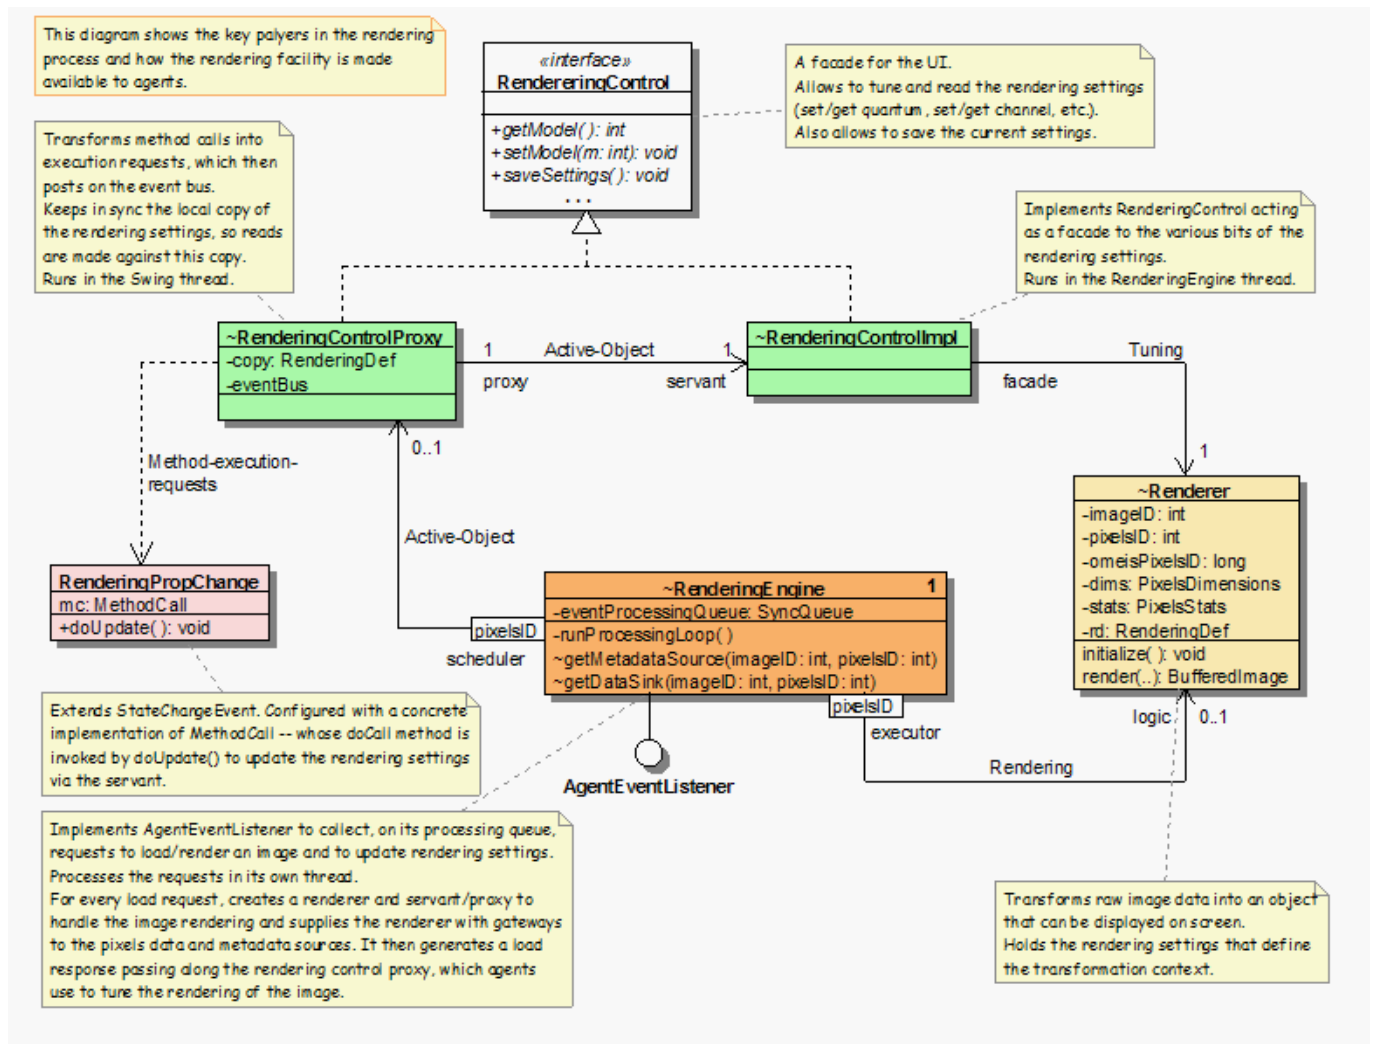 This diagram shows the key palyers in the rendering
process and how the rendering facility is made
available to agents.
«interface»
RendereringControl
+getModel( ): int
+setModel(m: int): void
+saveSettings( ): void
. . .
A facade for the UI.
Allows to tune and read the rendering settings
(set/get quantum, set/get channel, etc.).
Also allows to save the current settings.
Transforms method calls into
execution requests, which then
posts on the event bus.
Keeps in sync the local copy of
the rendering settings, so reads
are made against this copy.
Runs in the Swing thread.
Implements RenderingControl acting
as a facade to the various bits of the
rendering settings.
Runs in the RenderingEngine thread.
~RenderingControlProxy
-copy: RenderingDef
-eventBus
1
Active-Object
1
proxy
servant
~RenderingControlImpl
Tuning
facade
1
0..1
Method-execution-
requests
Active-Object
RenderingPropChange
mc: MethodCall
+doUpdate( ): void
pixelsID
scheduler
~RenderingEngine
1
-eventProcessingQueue: SyncQueue
-runProcessingLoop( )
~getMetadataSource(imageID: int, pixelsID: int)
~getDataSink(imageID: int, pixelsID: int)
pixelsID
executor
~Renderer
-imageID: int
-pixelsID: int
-omeisPixelsID: long
-dims: PixelsDimensions
-stats: PixelsStats
-rd: RenderingDef
initialize( ): void
render(..): BufferedImage
logic
0..1
Rendering
AgentEventListener
Extends StateChangeEvent. Configured with a concrete
implementation of MethodCall -- whose doCall method is
invoked by doUpdate() to update the rendering settings
via the servant.
Implements AgentEventListener to collect, on its processing queue,
requests to load/render an image and to update rendering settings.
Processes the requests in its own thread.
For every load request, creates a renderer and servant/proxy to
handle the image rendering and supplies the renderer with gateways
to the pixels data and metadata sources. It then generates a load
response passing along the rendering control proxy, which agents
use to tune the rendering of the image.
Transforms raw image data into an object
that can be displayed on screen.
Holds the rendering settings that define
the transformation context.